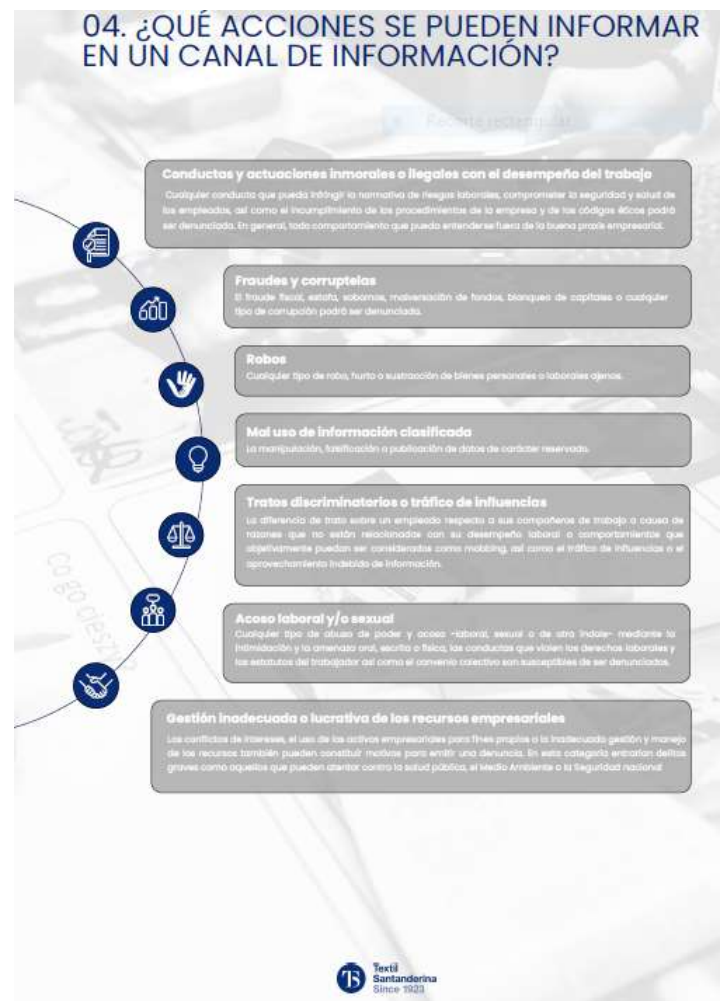 04. ¿QUÉ ACCIONES SE PUEDEN INFORMAR
EN UN CANAL DE INFORMACIÓN?
Recorte rectangular
Conductas y actuaciones inmorales o ilegales con el desempeño del trabajo
Cualquier conducta que pueda infringir la normativa de riesgos laborales, comprometer la seguridad y salud de
los empleados, así como el incumplimiento de los procedimientos de la empresa y de los códigos éticos podrá
ser denunciada. En general, todo comportamiento que pueda entenderse fuera de la buena praxis empresarial.
Fraudes y corruptelas
El fraude fiscal, estafa, sobornos, malversación de fondos, blanqueo de capitales o cualquier
tipo de corrupción podrá ser denunciada.
Robos
Cualquier tipo de robo, hurto o sustracción de bienes personales o laborales ajenos.
Mal uso de información clasificada
La manipulación, falsificación o publicación de datos de carácter reservado.
Tratos discriminatorios o tráfico de influencias
La diferencia de trato sobre un empleado respecto a sus compañeros de trabajo a causa de
razones que no están relacionadas con su desempeño laboral o comportamientos que
objetivamente puedan ser considerados como mobbing, así como el tráfico de influencias o el
aprovechamiento indebido de información.
Acoso laboral y/o sexual
Cualquier tipo de abuso de poder y acoso -laboral, sexual o de otra índole- mediante la
intimidación y la amenaza oral, escrita o física, las conductas que violen los derechos laborales y
los estatutos del trabajador así como el convenio colectivo son susceptibles de ser denunciados.
Gestión inadecuada o lucrativa de los recursos empresariales
Los conflictos de intereses, el uso de los activos empresariales para fines propios o la inadecuada gestión y manejo
de los recursos también pueden constituir motivos para emitir una denuncia. En esta categoría entrarían delitos
graves como aquellos que pueden atentar contra la salud pública, el Medio Ambiente o la Seguridad nacional
Co go cieszy?
TS
Textil
Santanderina
Since 1923